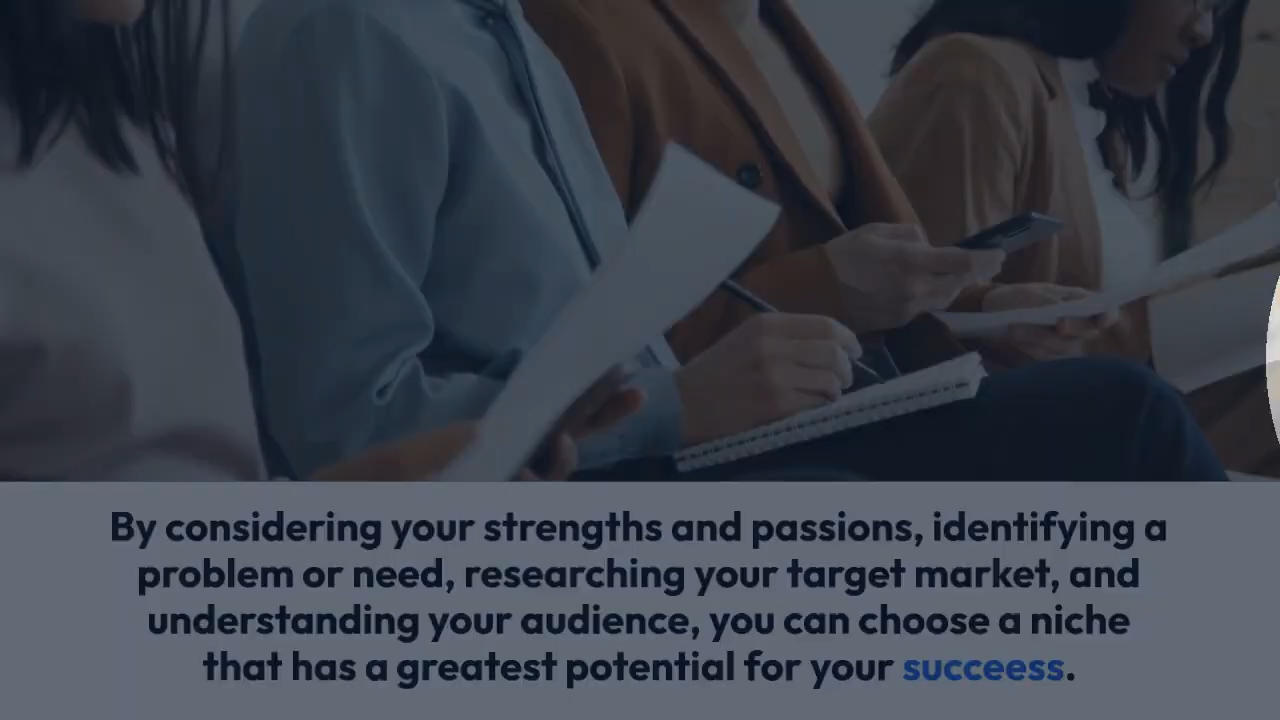 By considering your strengths and passions, identifying a
problem or need, researching your target market, and
understanding your audience, you can choose a niche
that has a greatest potential for your succeess.